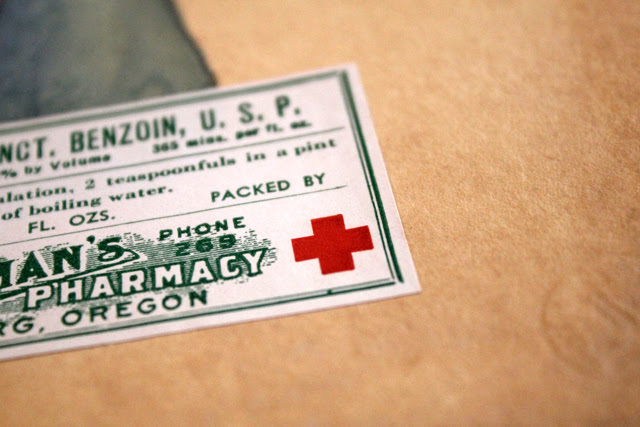 NCT. BENZOIN, U. S. P.
% by Volume 365 mins. per fl. oz.
alation, 2 teaspoonfuls in a pint
of boiling water.
FL. OZS. PACKED BY
MAN'S PHONE 269
PHARMACY
RG, OREGON